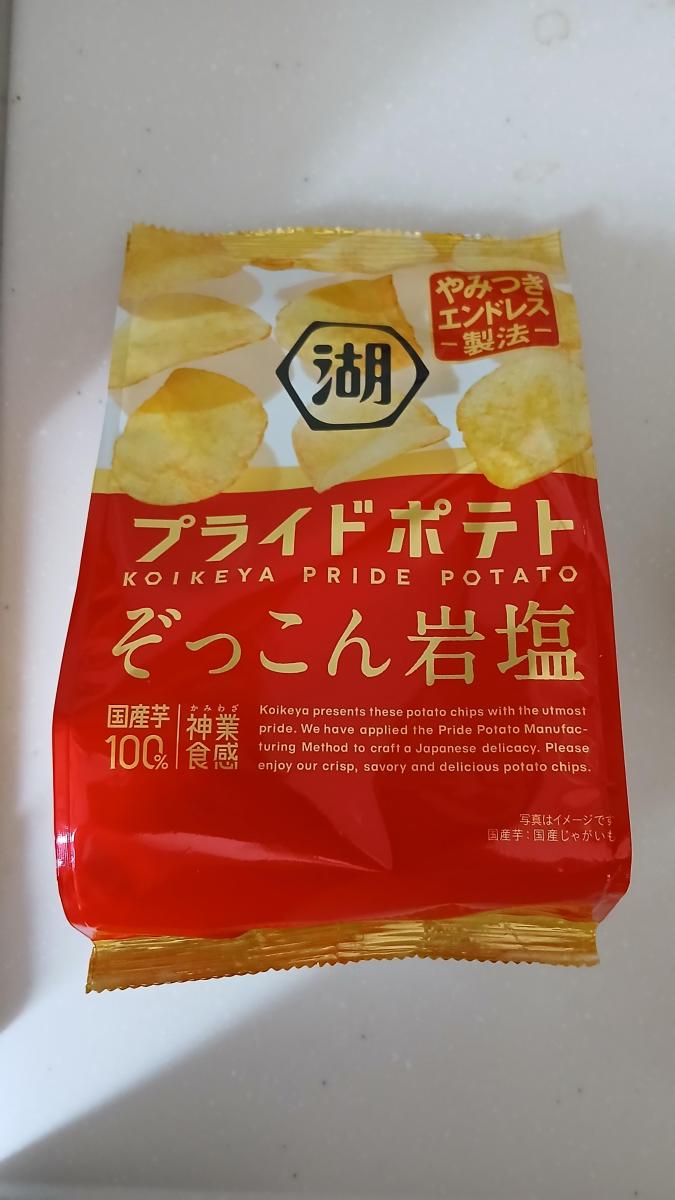 やみつき
エンドレス
－製法－
湖
プライドポテト
KOIKEYA PRIDE POTATO
ぞっこん岩塩
国産芋
100%
かみわざ
神業
食感
Koikeya presents these potato chips with the utmost
pride. We have applied the Pride Potato Manufac-
turing Method to craft a Japanese delicacy. Please
enjoy our crisp, savory and delicious potato chips.
写真はイメージです
国産芋：国産じゃがいも